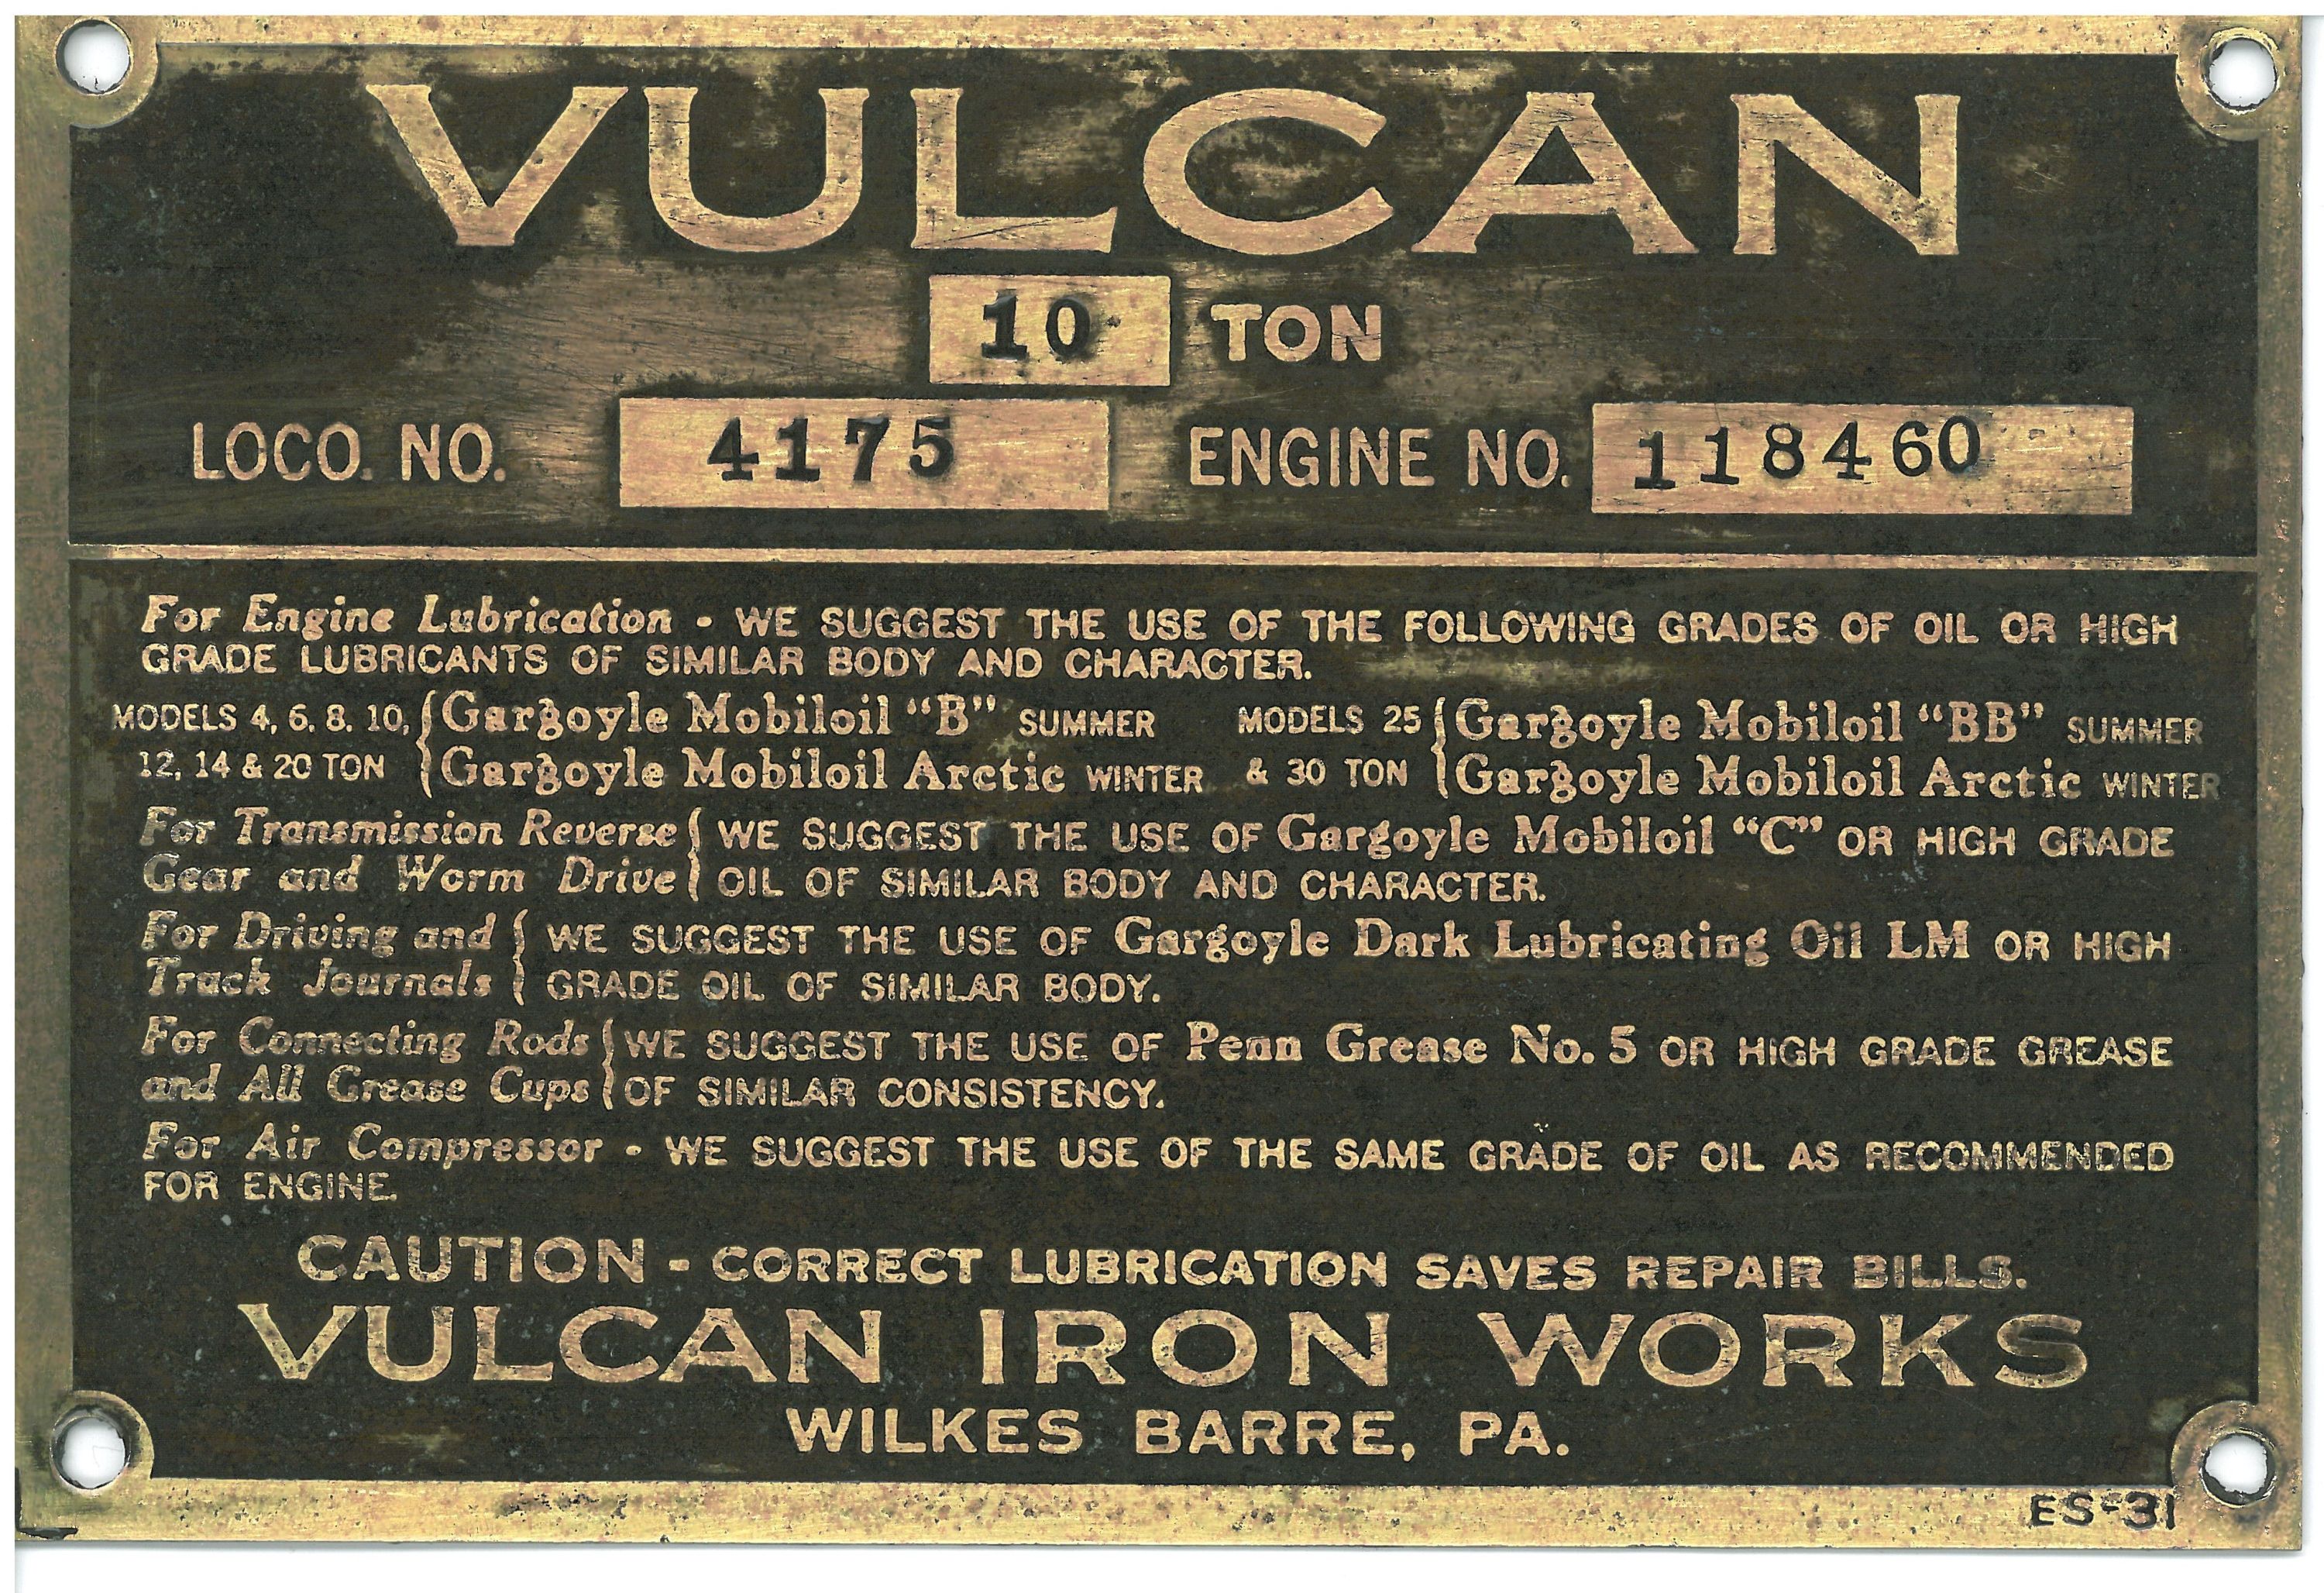 VULCAN
10 TON
LOCO. NO. 4175 ENGINE NO. 118460
For Engine Lubrication - WE SUGGEST THE USE OF THE FOLLOWING GRADES OF OIL OR HIGH
GRADE LUBRICANTS OF SIMILAR BODY AND CHARACTER.
MODELS 4, 6, 8, 10, { Gargoyle Mobiloil "B" SUMMER MODELS 25 { Gargoyle Mobiloil "BB" SUMMER
12, 14 & 20 TON { Gargoyle Mobiloil Arctic WINTER & 30 TON { Gargoyle Mobiloil Arctic WINTER
For Transmission Reverse { WE SUGGEST THE USE OF Gargoyle Mobiloil "C" OR HIGH GRADE
Gear and Worm Drive { OIL OF SIMILAR BODY AND CHARACTER.
For Driving and { WE SUGGEST THE USE OF Gargoyle Dark Lubricating Oil LM OR HIGH
Track Journals { GRADE OIL OF SIMILAR BODY.
For Connecting Rods { WE SUGGEST THE USE OF Penn Grease No. 5 OR HIGH GRADE GREASE
and All Grease Cups { OF SIMILAR CONSISTENCY.
For Air Compressor - WE SUGGEST THE USE OF THE SAME GRADE OF OIL AS RECOMMENDED
FOR ENGINE.
CAUTION - CORRECT LUBRICATION SAVES REPAIR BILLS.
VULCAN IRON WORKS
WILKES BARRE, PA.
ES-31